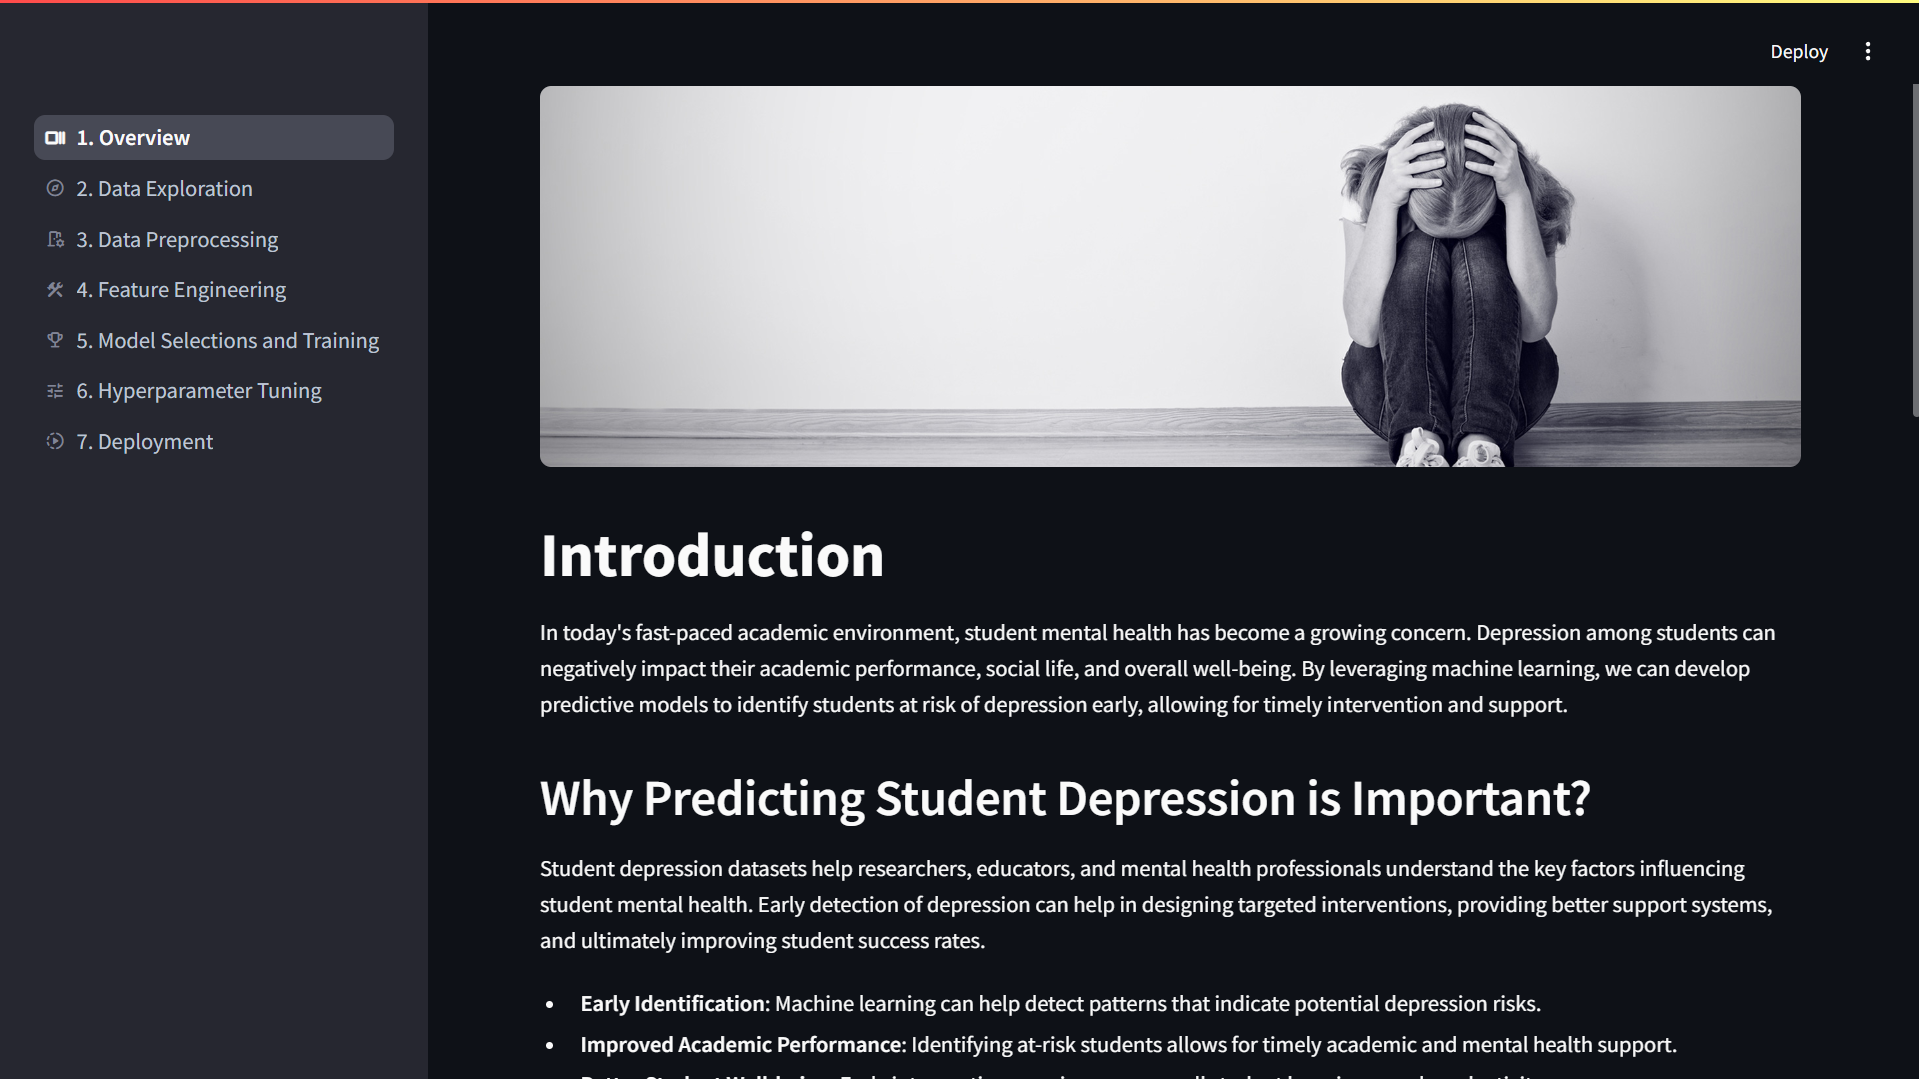 Deploy
1. Overview
2. Data Exploration
3. Data Preprocessing
4. Feature Engineering
5. Model Selections and Training
6. Hyperparameter Tuning
7. Deployment
Introduction
In today's fast-paced academic environment, student mental health has become a growing concern. Depression among students can
negatively impact their academic performance, social life, and overall well-being. By leveraging machine learning, we can develop
predictive models to identify students at risk of depression early, allowing for timely intervention and support.
Why Predicting Student Depression is Important?
Student depression datasets help researchers, educators, and mental health professionals understand the key factors influencing
student mental health. Early detection of depression can help in designing targeted interventions, providing better support systems,
and ultimately improving student success rates.
• Early Identification: Machine learning can help detect patterns that indicate potential depression risks.
• Improved Academic Performance: Identifying at-risk students allows for timely academic and mental health support.